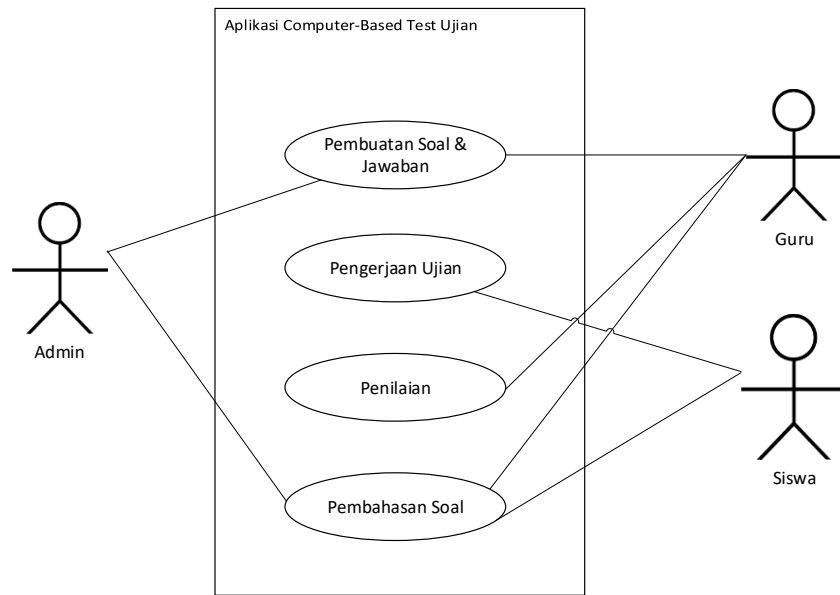 Aplikasi Computer-Based Test Ujian
Pembuatan Soal &
Jawaban
Guru
Pengerjaan Ujian
Admin
Penilaian
Siswa
Pembahasan Soal